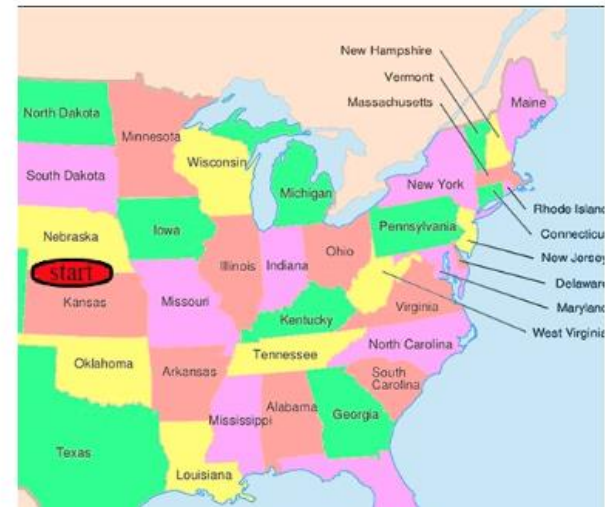 New Hampshire
Vermont
Massachusetts
Maine
North Dakota
Minnesota
Wisconsin
South Dakota
Michigan
New York
Rhode Island
Connecticu
Nebraska
Iowa
Pennsylvania
New Jersey
start
Illinois
Indiana
Ohio
Delaware
Kansas
Missouri
Virginia
Maryland
Kentucky
West Virginia
Oklahoma
Tennessee
North Carolina
Arkansas
South
Carolina
Mississippi
Alabama
Georgia
Texas
Louisiana